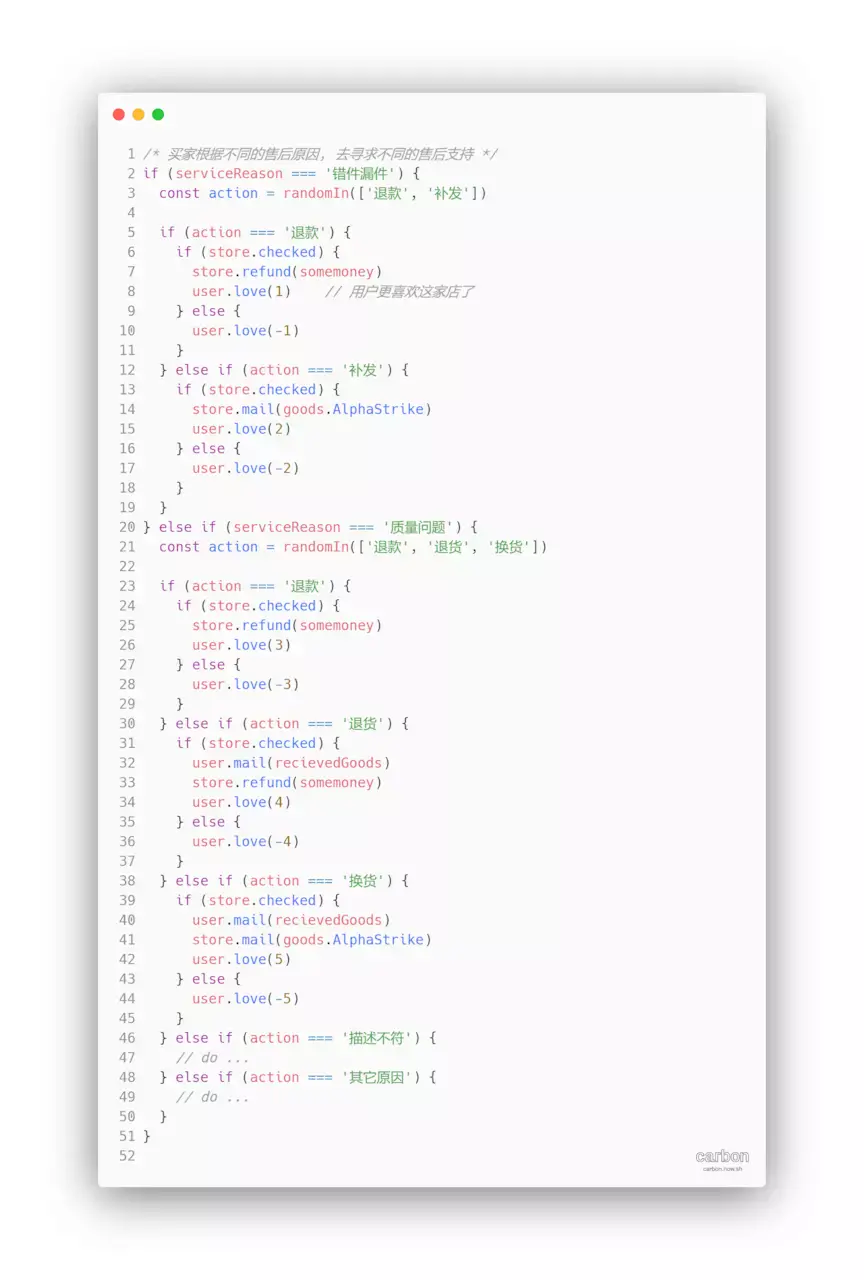 1 /* 买家根据不同的售后原因, 去寻求不同的售后支持 */
2 if (serviceReason === '错件漏件') {
3   const action = randomIn(['退款', '补发'])
4
5   if (action === '退款') {
6     if (store.checked) {
7       store.refund(somemoney)
8       user.love(1)    // 用户更喜欢这家店了
9     } else {
10       user.love(-1)
11     }
12   } else if (action === '补发') {
13     if (store.checked) {
14       store.mail(goods.AlphaStrike)
15       user.love(2)
16     } else {
17       user.love(-2)
18     }
19   }
20 } else if (serviceReason === '质量问题') {
21   const action = randomIn(['退款', '退货', '换货'])
22
23   if (action === '退款') {
24     if (store.checked) {
25       store.refund(somemoney)
26       user.love(3)
27     } else {
28       user.love(-3)
29     }
30   } else if (action === '退货') {
31     if (store.checked) {
32       user.mail(recievedGoods)
33       store.refund(somemoney)
34       user.love(4)
35     } else {
36       user.love(-4)
37     }
38   } else if (action === '换货') {
39     if (store.checked) {
40       user.mail(recievedGoods)
41       store.mail(goods.AlphaStrike)
42       user.love(5)
43     } else {
44       user.love(-5)
45     }
46   } else if (action === '描述不符') {
47     // do ...
48   } else if (action === '其它原因') {
49     // do ...
50   }
51 }
52
carbon
carbon.now.sh